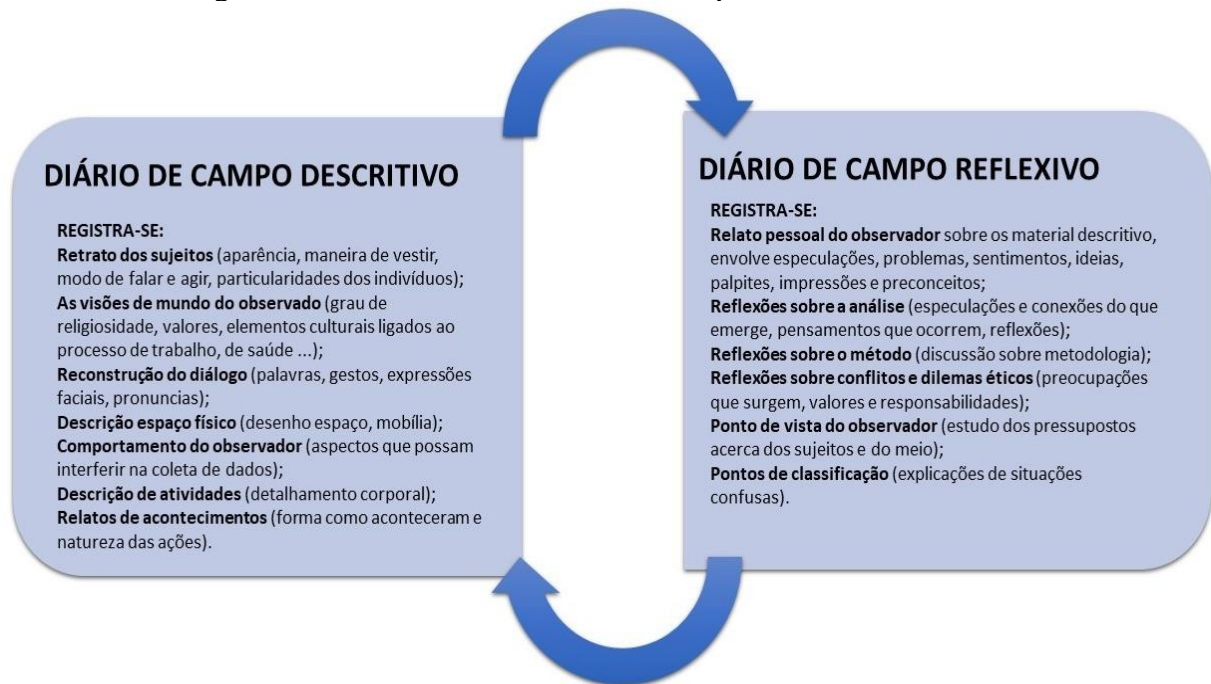 DIÁRIO DE CAMPO DESCRITIVO
REGISTRA-SE:
Retrato dos sujeitos (aparência, maneira de vestir,
modo de falar e agir, particularidades dos indivíduos);
As visões de mundo do observado (grau de
religiosidade, valores, elementos culturais ligados ao
processo de trabalho, de saúde ...);
Reconstrução do diálogo (palavras, gestos, expressões
faciais, pronuncias);
Descrição espaço físico (desenho espaço, mobília);
Comportamento do observador (aspectos que possam
interferir na coleta de dados);
Descrição de atividades (detalhamento corporal);
Relatos de acontecimentos (forma como aconteceram e
natureza das ações).
DIÁRIO DE CAMPO REFLEXIVO
REGISTRA-SE:
Relato pessoal do observador sobre os material descritivo,
envolve especulações, problemas, sentimentos, ideias,
palpites, impressões e preconceitos;
Reflexões sobre a análise (especulações e conexões do que
emerge, pensamentos que ocorrem, reflexões);
Reflexões sobre o método (discussão sobre metodologia);
Reflexões sobre conflitos e dilemas éticos (preocupações
que surgem, valores e responsabilidades);
Ponto de vista do observador (estudo dos pressupostos
acerca dos sujeitos e do meio);
Pontos de classificação (explicações de situações
confusas).